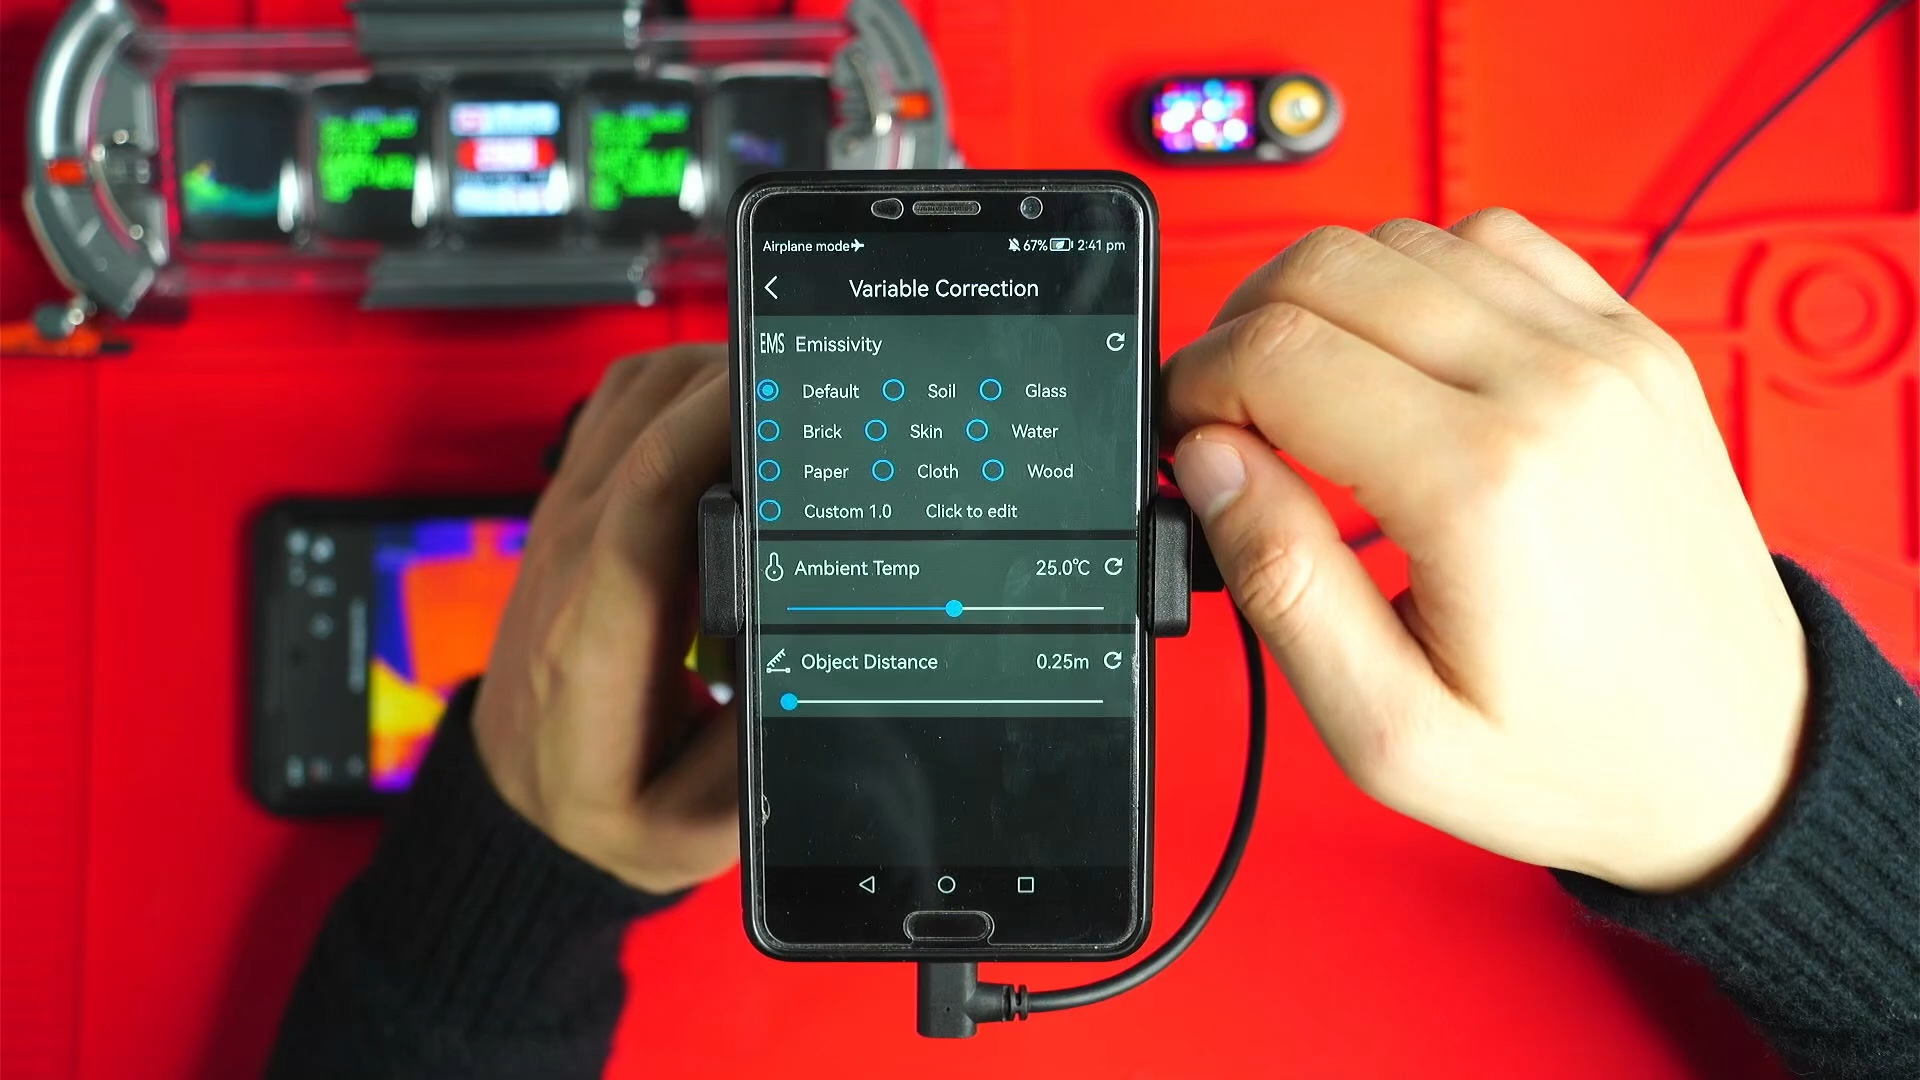 Airplane mode 67% 2:41 pm
Variable Correction
EMS Emissivity
Default Soil Glass
Brick Skin Water
Paper Cloth Wood
Custom 1.0 Click to edit
Ambient Temp 25.0℃
Object Distance 0.25m